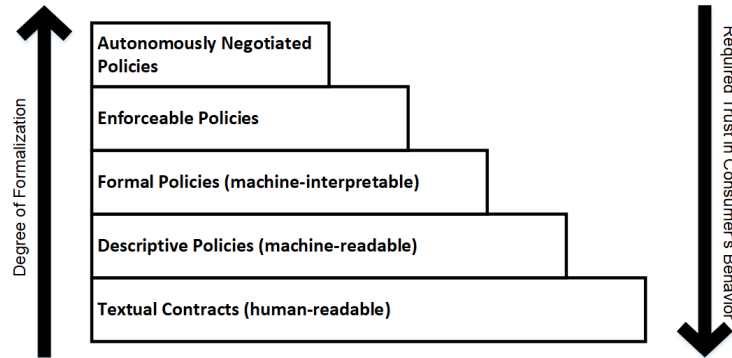 Autonomously Negotiated
Policies
Enforceable Policies
Formal Policies (machine-interpretable)
Descriptive Policies (machine-readable)
Textual Contracts (human-readable)
Degree of Formalization
Required Trust in Consumer's Behavior